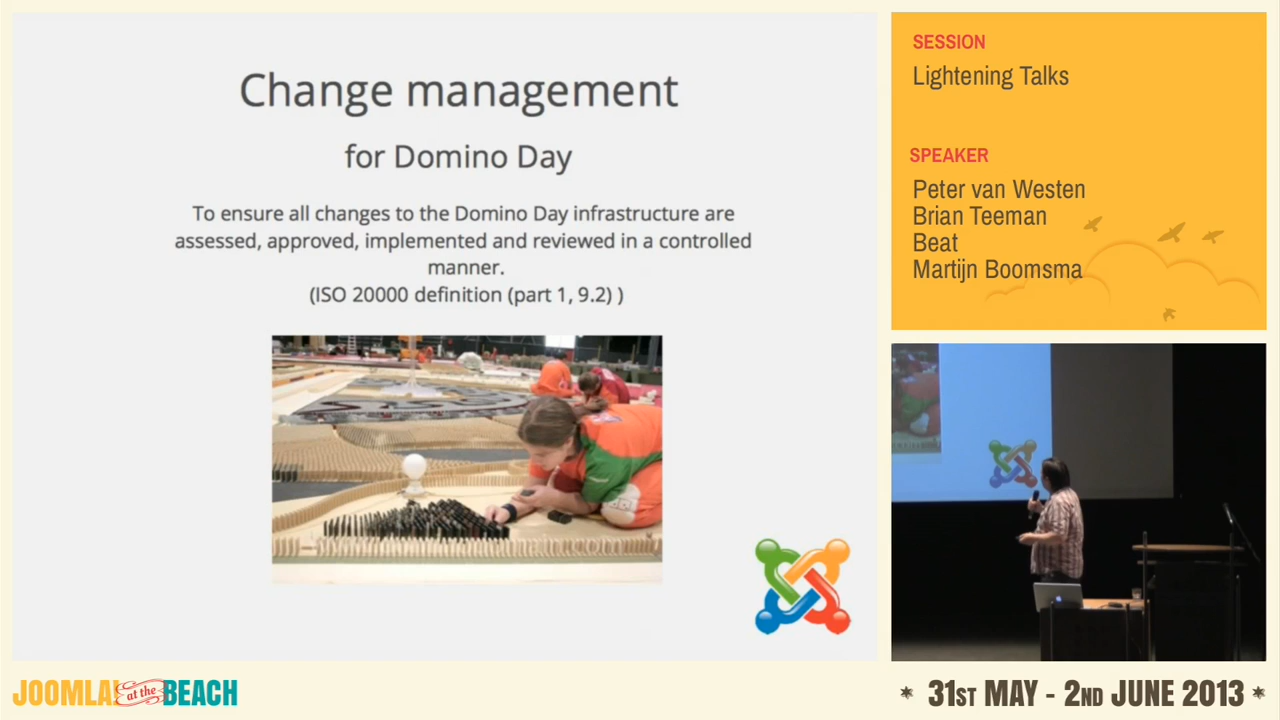 Change management
for Domino Day
To ensure all changes to the Domino Day infrastructure are
assessed, approved, implemented and reviewed in a controlled
manner.
(ISO 20000 definition (part 1, 9.2) )
SESSION
Lightening Talks
SPEAKER
Peter van Westen
Brian Teeman
Beat
Martijn Boomsma
JOOMLA! at the BEACH
* 31ST MAY - 2ND JUNE 2013 *